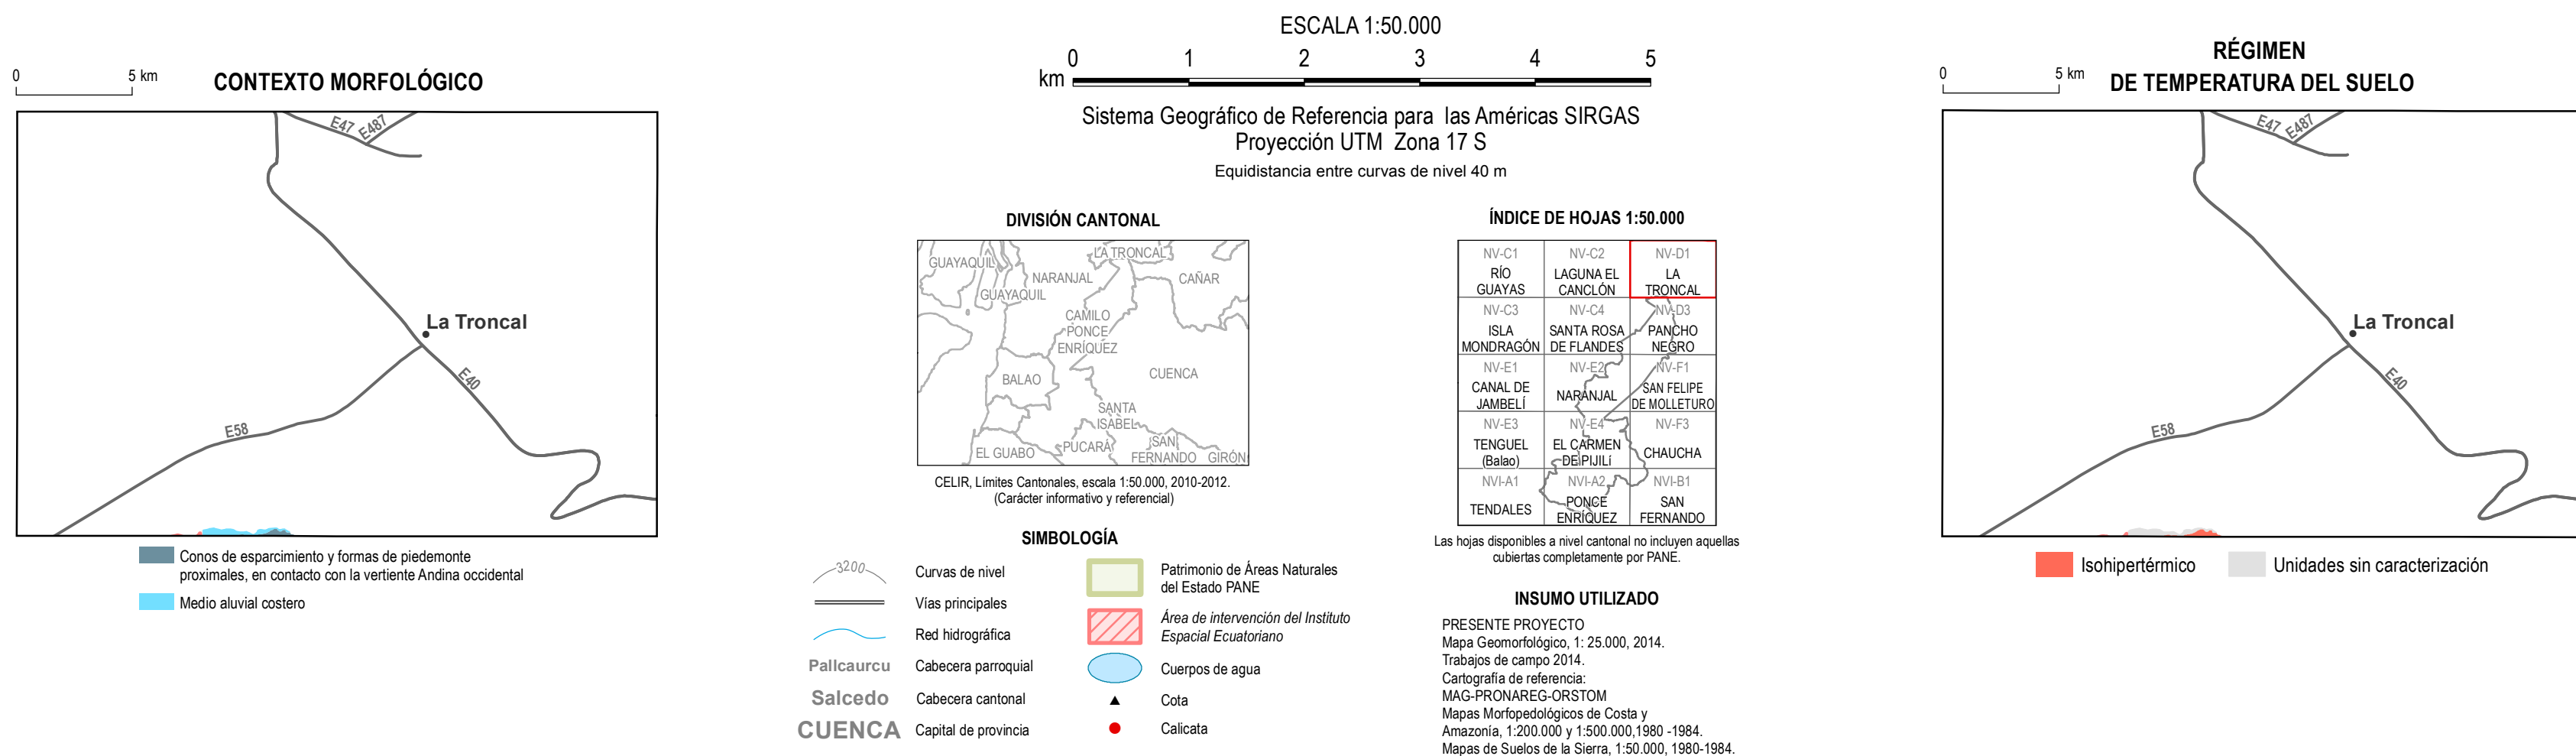 0 5 km
CONTEXTO MORFOLÓGICO
E47
E487
La Troncal
E40
E58
Conos de esparcimiento y formas de piedemonte
proximales, en contacto con la vertiente Andina occidental
Medio aluvial costero
ESCALA 1:50.000
0 1 2 3 4 5
km
Sistema Geográfico de Referencia para las Américas SIRGAS
Proyección UTM Zona 17 S
Equidistancia entre curvas de nivel 40 m
DIVISIÓN CANTONAL
GUAYAQUIL
LA TRONCAL
NARANJAL
CAÑAR
GUAYAQUIL
CAMILO
PONCE
ENRÍQUEZ
BALAO
CUENCA
SANTA
ISABEL
EL GUABO
PUCARÁ
SAN
FERNANDO
GIRÓN
CELIR, Límites Cantonales, escala 1:50.000, 2010-2012.
(Carácter informativo y referencial)
SIMBOLOGÍA
3200
Curvas de nivel
Vías principales
Red hidrográfica
Pallcaurcu Cabecera parroquial
Salcedo Cabecera cantonal
CUENCA Capital de provincia
Patrimonio de Áreas Naturales
del Estado PANE
Área de intervención del Instituto
Espacial Ecuatoriano
Cuerpos de agua
Cota
Calicata
ÍNDICE DE HOJAS 1:50.000
NV-C1 NV-C2 NV-D1
RÍO LAGUNA EL LA
GUAYAS CANCLÓN TRONCAL
NV-C3 NV-C4 NV-D3
ISLA SANTA ROSA PANCHO
MONDRAGÓN DE FLANDES NEGRO
NV-E1 NV-E2 NV-F1
CANAL DE NARANJAL SAN FELIPE
JAMBELÍ DE MOLLETURO
NV-E3 NV-E4 NV-F3
TENGUEL EL CARMEN CHAUCHA
(Balao) DE PIJILí
NVI-A1 NVI-A2 NVI-B1
TENDALES PONCE SAN
ENRÍQUEZ FERNANDO
Las hojas disponibles a nivel cantonal no incluyen aquellas
cubiertas completamente por PANE.
INSUMO UTILIZADO
PRESENTE PROYECTO
Mapa Geomorfológico, 1: 25.000, 2014.
Trabajos de campo 2014.
Cartografía de referencia:
MAG-PRONAREG-ORSTOM
Mapas Morfopedológicos de Costa y
Amazonía, 1:200.000 y 1:500.000,1980 -1984.
Mapas de Suelos de la Sierra, 1:50.000, 1980-1984.
0 5 km
RÉGIMEN
DE TEMPERATURA DEL SUELO
E47
E487
La Troncal
E40
E58
Isohipertérmico
Unidades sin caracterización